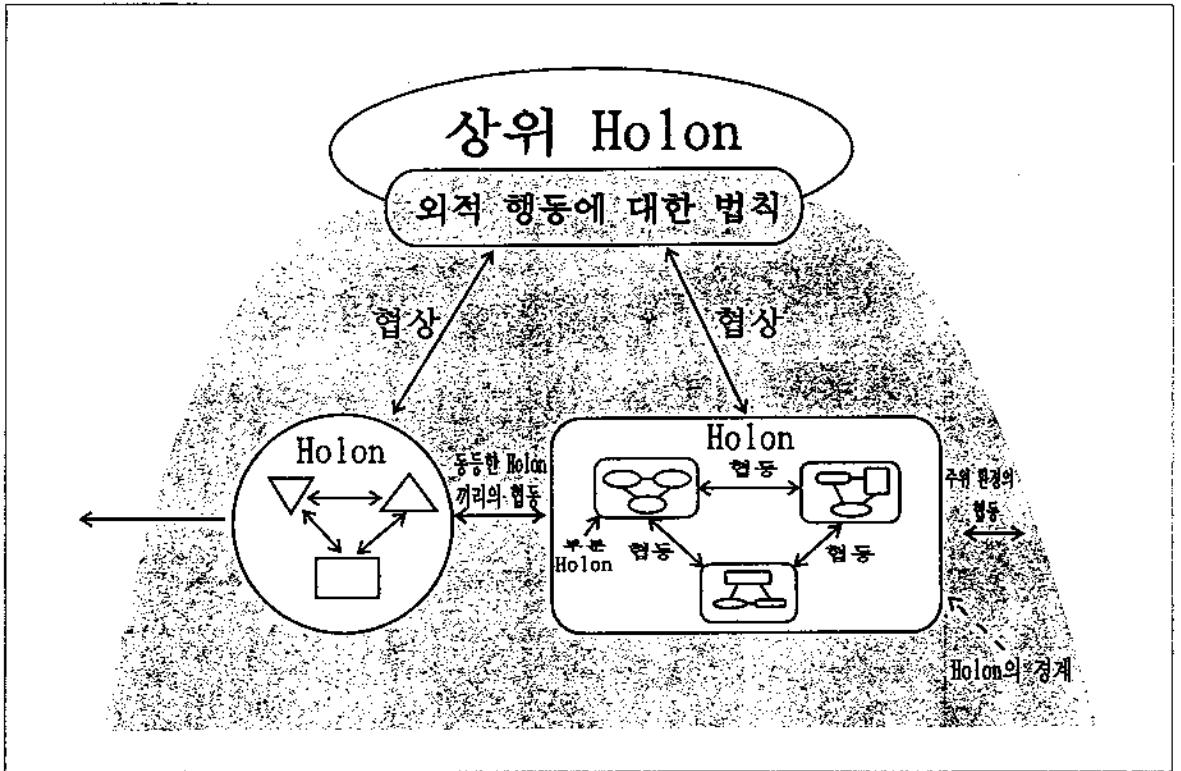 상위 Holon
외적 행동에 대한 법칙
협상
협상
Holon
동등한 Holon
끼리의 협동
Holon
협동
부분
Holon
협동
협동
주위 환경의
협동
Holon의 경계